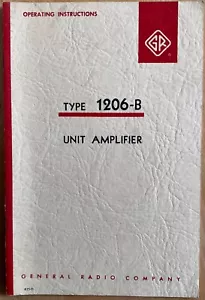 OPERATING INSTRUCTIONS
GR
TYPE 1206-B
UNIT AMPLIFIER
GENERAL RADIO COMPANY